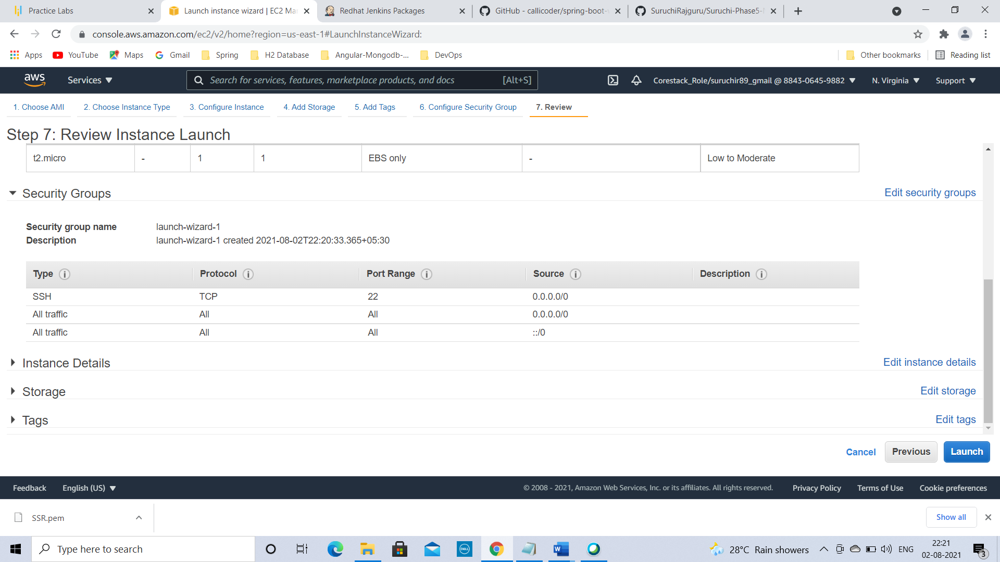 Practice Labs
Launch instance wizard | EC2 Ma
Redhat Jenkins Packages
GitHub - callicoder/spring-boot-
SuruchiRajguru/Suruchi-Phase5-
console.aws.amazon.com/ec2/v2/home?region=us-east-1#LaunchInstanceWizard:
Apps YouTube Maps Gmail Spring H2 Database Angular-Mongodb-... DevOps Other bookmarks Reading list
aws Services Search for services, features, marketplace products, and docs [Alt+S] Corestack_Role/suruchir89_gmail @ 8843-0645-9882 N. Virginia Support
1. Choose AMI 2. Choose Instance Type 3. Configure Instance 4. Add Storage 5. Add Tags 6. Configure Security Group 7. Review
Step 7: Review Instance Launch
t2.micro - 1 1 EBS only - Low to Moderate
Security Groups Edit security groups
Security group name launch-wizard-1
Description launch-wizard-1 created 2021-08-02T22:20:33.365+05:30
Type Protocol Port Range Source Description
SSH TCP 22 0.0.0.0/0
All traffic All All 0.0.0.0/0
All traffic All All ::/0
Instance Details Edit instance details
Storage Edit storage
Tags Edit tags
Cancel Previous Launch
Feedback English (US) © 2008 - 2021, Amazon Web Services, Inc. or its affiliates. All rights reserved. Privacy Policy Terms of Use Cookie preferences
SSR.pem Show all
Type here to search DELL W 28°C Rain showers ENG 22:21
02-08-2021 3